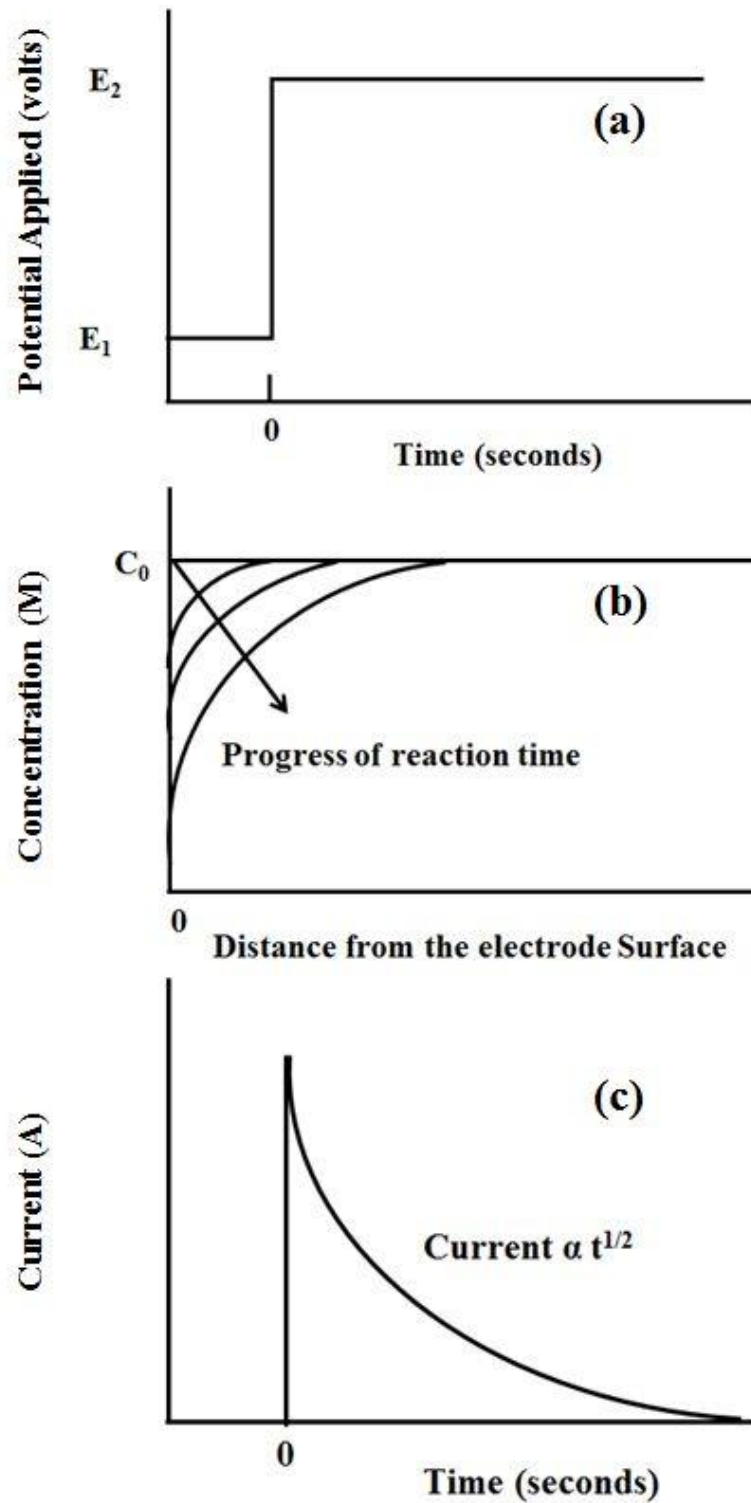 Potential Applied (volts)
E₂
(a)
E₁
0
Time (seconds)
Concentration (M)
C₀
(b)
Progress of reaction time
0
Distance from the electrode Surface
Current (A)
(c)
Current α t¹/²
0
Time (seconds)